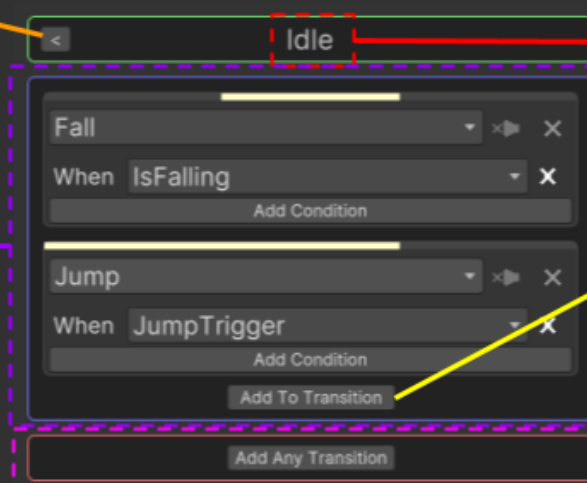 < Idle
Fall
When IsFalling x
Add Condition
Jump
When JumpTrigger x
Add Condition
Add To Transition
Add Any Transition